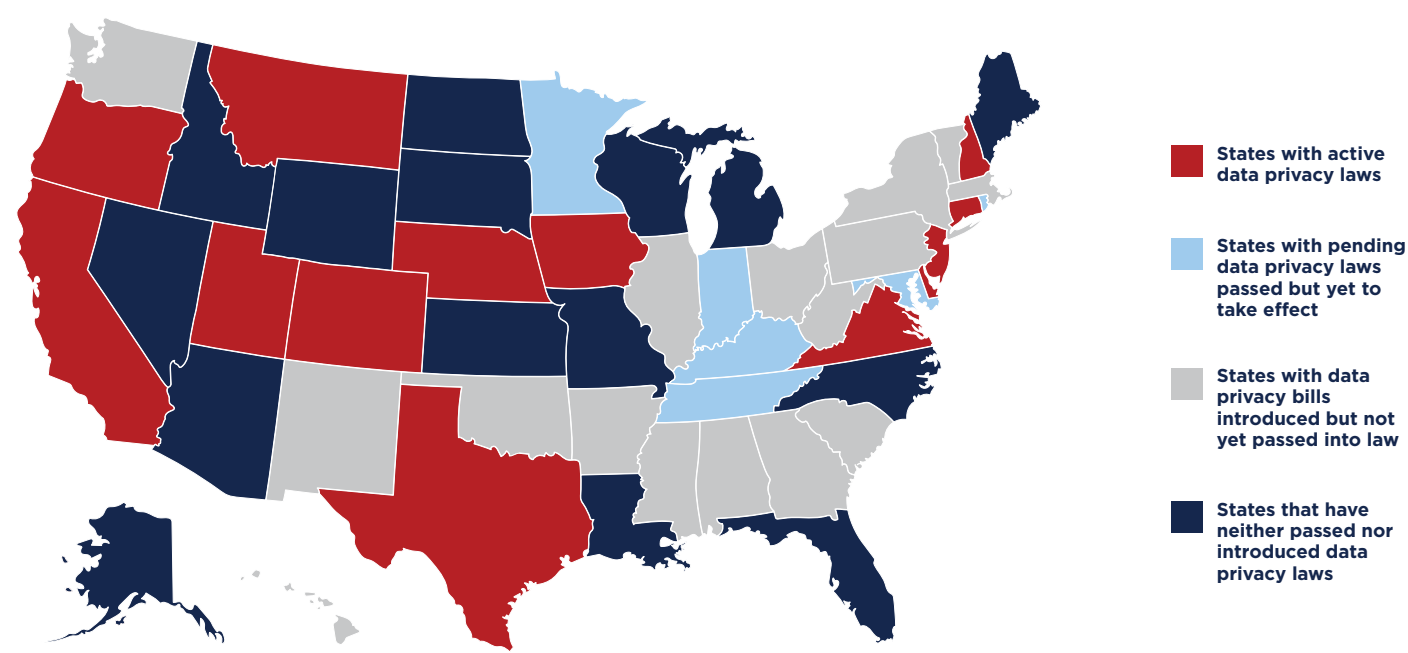 States with active
data privacy laws
States with pending
data privacy laws
passed but yet to
take effect
States with data
privacy bills
introduced but not
yet passed into law
States that have
neither passed nor
introduced data
privacy laws